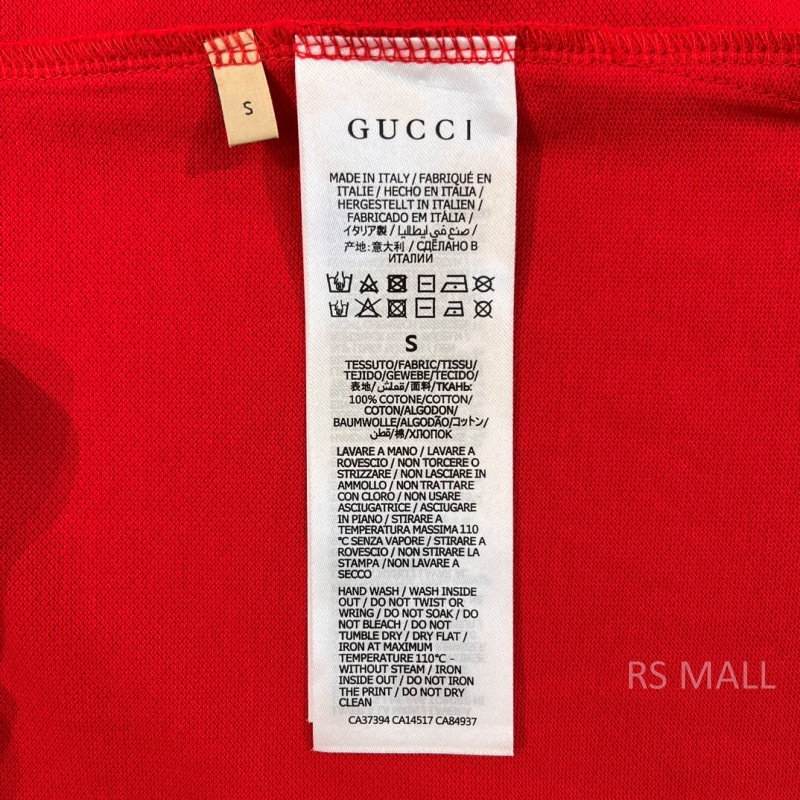 S
GUCCI
MADE IN ITALY / FABRIQUÉ EN
ITALIE / HECHO EN ITALIA /
HERGESTELLT IN ITALIEN /
FABRICADO EM ITÁLIA /
イタリア製 / صنع في ايطاليا /
产地:意大利 / СДЕЛАНО В
ИТАЛИИ
S
TESSUTO/FABRIC/TISSU/
TEJIDO/GEWEBE/TECIDO/
表地/قماش/面料/ТКАНЬ:
100% COTONE/COTTON/
COTON/ALGODON/
BAUMWOLLE/ALGODÃO/コットン/
قطن/棉/ХЛОПОК
LAVARE A MANO / LAVARE A
ROVESCIO / NON TORCERE O
STRIZZARE / NON LASCIARE IN
AMMOLLO / NON TRATTARE
CON CLORO / NON USARE
ASCIUGATRICE / ASCIUGARE
IN PIANO / STIRARE A
TEMPERATURA MASSIMA 110
°C SENZA VAPORE / STIRARE A
ROVESCIO / NON STIRARE LA
STAMPA / NON LAVARE A
SECCO
HAND WASH / WASH INSIDE
OUT / DO NOT TWIST OR
WRING / DO NOT SOAK / DO
NOT BLEACH / DO NOT
TUMBLE DRY / DRY FLAT /
IRON AT MAXIMUM
TEMPERATURE 110°C -
WITHOUT STEAM / IRON
INSIDE OUT / DO NOT IRON
THE PRINT / DO NOT DRY
CLEAN
CA37394 CA14517 CA84937
RS MALL